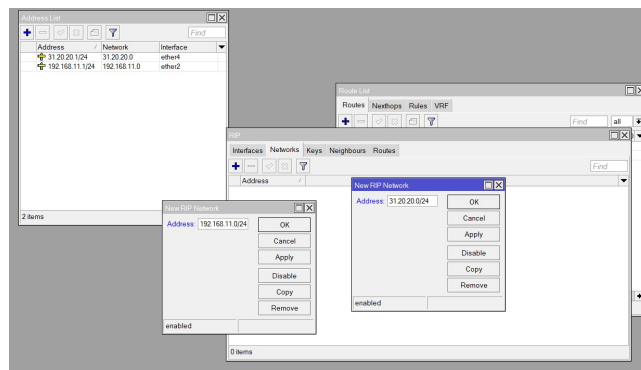 Address List
Find
Address / Network Interface
31.20.20.1/24 31.20.20.0 ether4
192.168.11.1/24 192.168.11.0 ether2
2 items
Route List
Routes Nexthops Rules VRF
Find all
RIP
Interfaces Networks Keys Neighbours Routes
Find
Address /
0 items
New RIP Network
Address: 192.168.11.0/24
OK
Cancel
Apply
Disable
Copy
Remove
enabled
New RIP Network
Address: 31.20.20.0/24
OK
Cancel
Apply
Disable
Copy
Remove
enabled